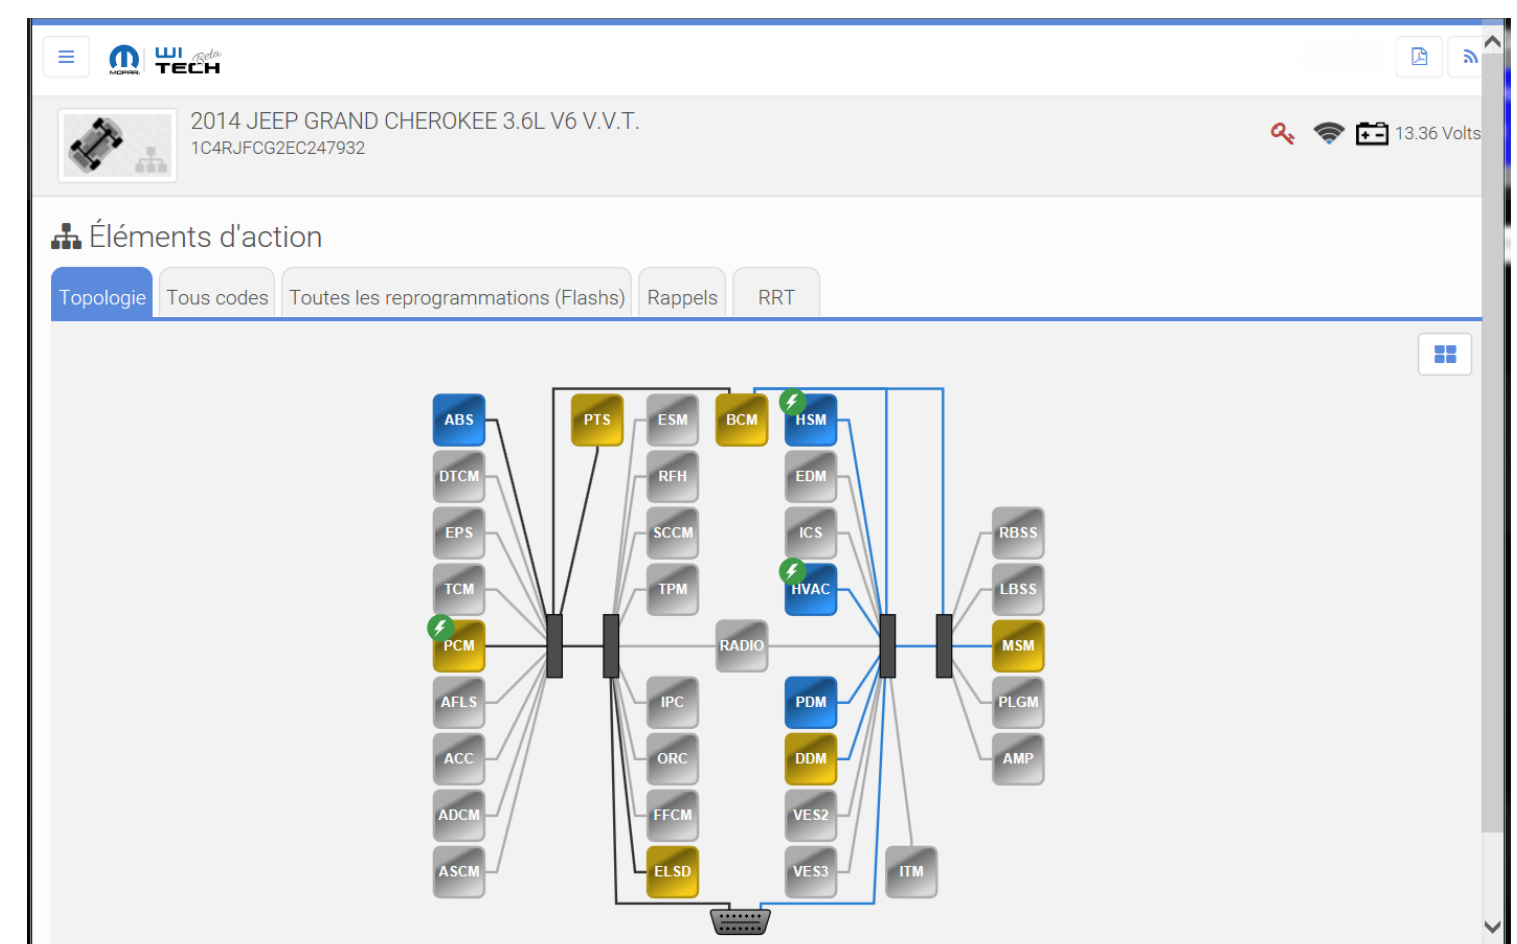 MOPAR.
WI
Beta
TECH
2014 JEEP GRAND CHEROKEE 3.6L V6 V.V.T.
1C4RJFCG2EC247932
13.36 Volts
Éléments d'action
Topologie Tous codes Toutes les reprogrammations (Flashs) Rappels RRT
ABS PTS ESM BCM HSM
DTCM RFH EDM
EPS SCCM ICS RBSS
TCM TPM HVAC LBSS
PCM RADIO MSM
AFLS IPC PDM PLGM
ACC ORC DDM AMP
ADCM FFCM VES2
ASCM ELSD VES3 ITM